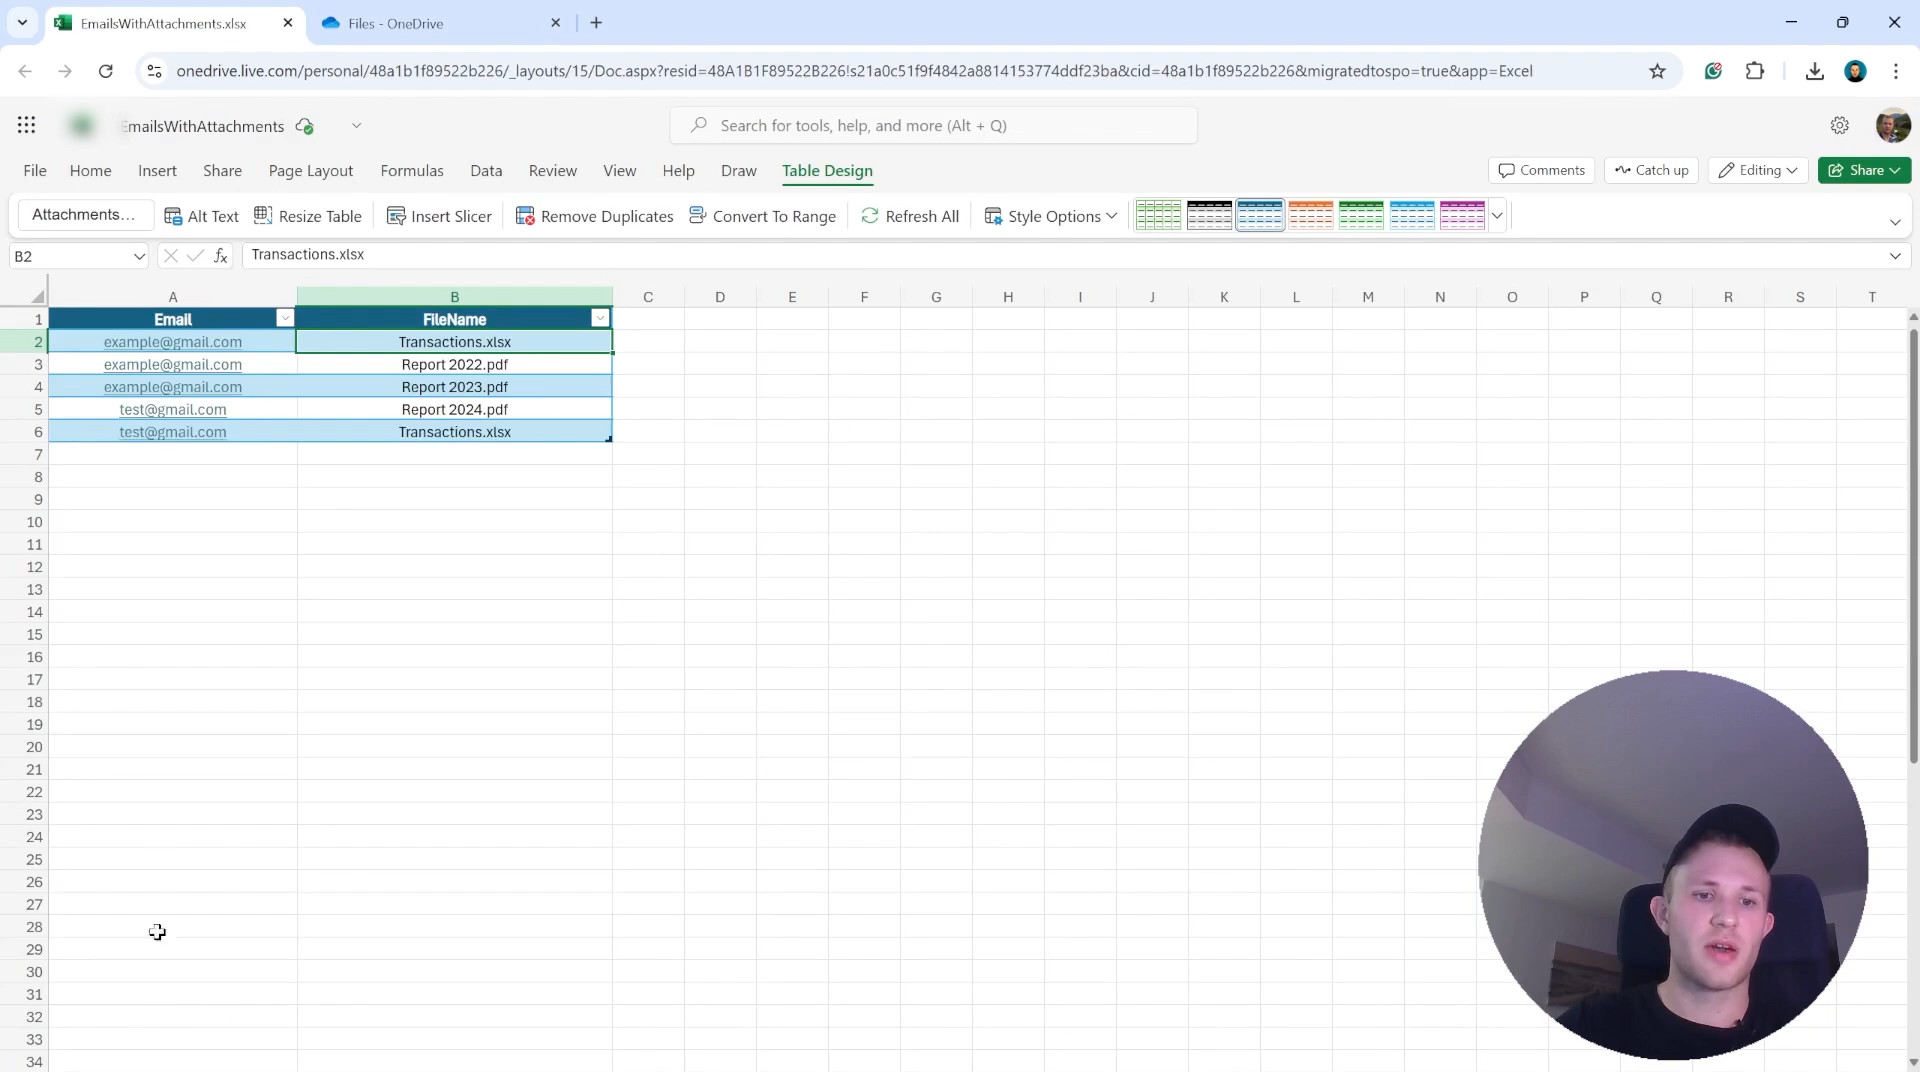 EmailsWithAttachments.xlsx
Files - OneDrive
onedrive.live.com/personal/48a1b1f89522b226/_layouts/15/Doc.aspx?resid=48A1B1F89522B226!s21a0c51f9f4842a8814153774ddf23ba&cid=48a1b1f89522b226&migratedtospo=true&app=Excel
EmailsWithAttachments
Search for tools, help, and more (Alt + Q)
File Home Insert Share Page Layout Formulas Data Review View Help Draw Table Design Comments Catch up Editing Share
Attachments... Alt Text Resize Table Insert Slicer Remove Duplicates Convert To Range Refresh All Style Options
B2 fx Transactions.xlsx
A B C D E F G H I J K L M N O P Q R S T
1 Email FileName
2 example@gmail.com Transactions.xlsx
3 example@gmail.com Report 2022.pdf
4 example@gmail.com Report 2023.pdf
5 test@gmail.com Report 2024.pdf
6 test@gmail.com Transactions.xlsx
7
8
9
10
11
12
13
14
15
16
17
18
19
20
21
22
23
24
25
26
27
28
29
30
31
32
33
34